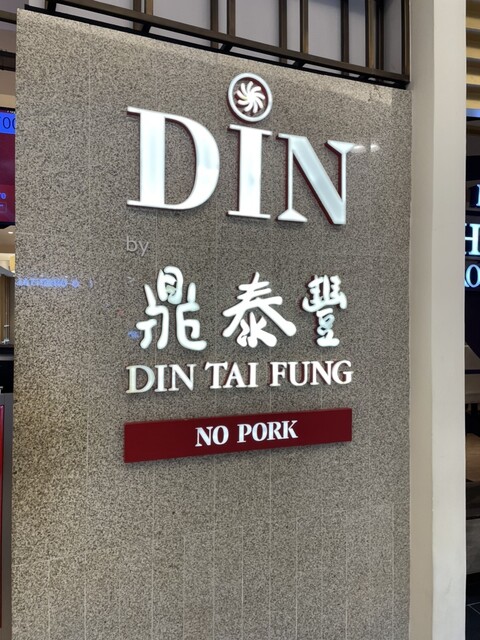 DIN
by
鼎泰豐
DIN TAI FUNG
NO PORK